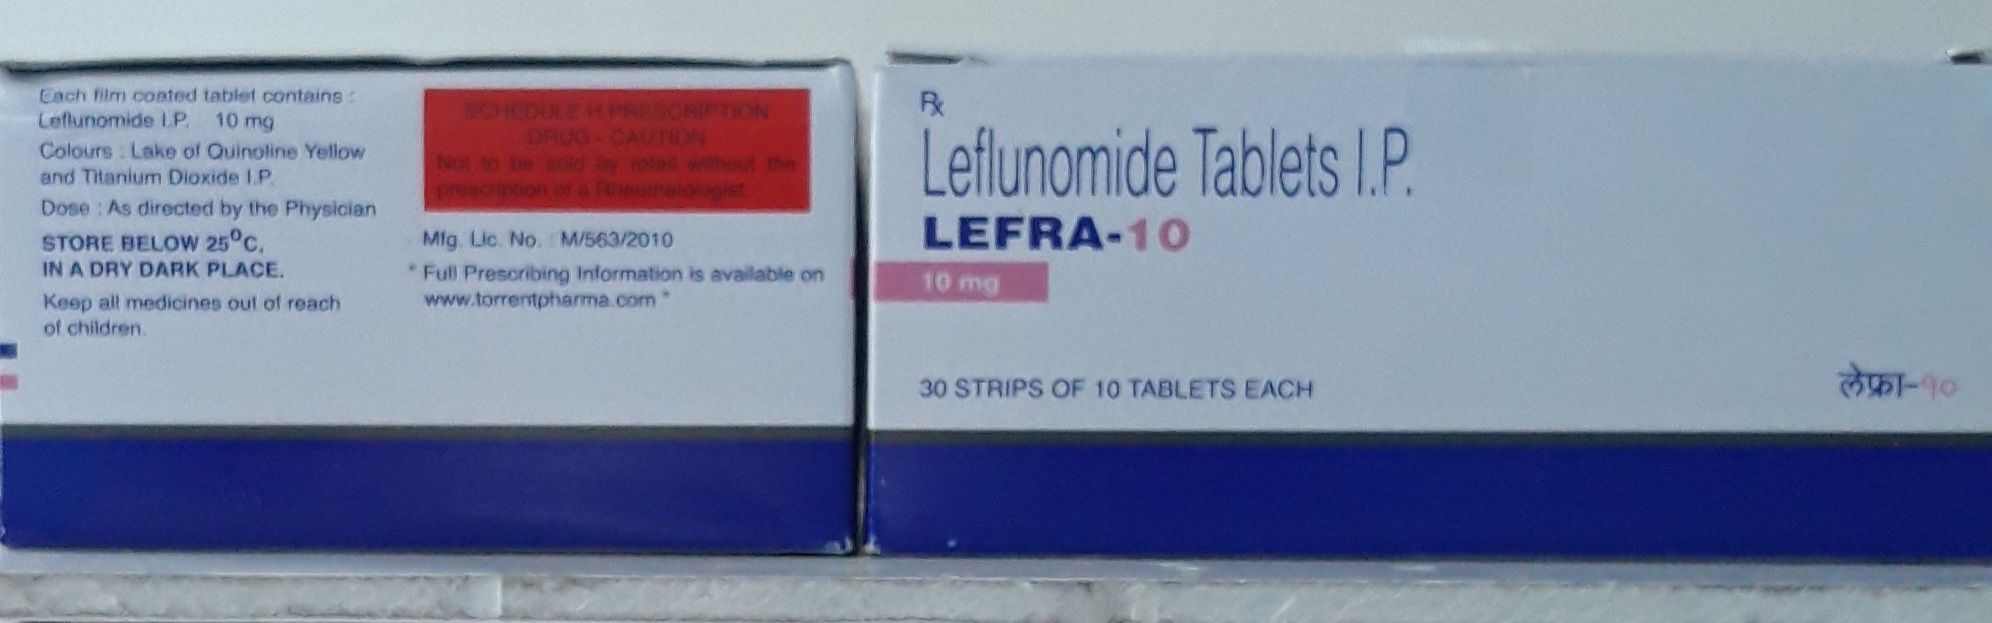 Each film coated tablet contains :
Leflunomide I.P. 10 mg
Colours : Lake of Quinoline Yellow
and Titanium Dioxide I.P.
Dose : As directed by the Physician
STORE BELOW 25⁰C,
IN A DRY DARK PLACE.
Keep all medicines out of reach
of children.
SCHEDULE H PRESCRIPTION
DRUG - CAUTION
Not to be sold by retail without the
prescription of a Rheumatologist
Mfg. Lic. No. : M/563/2010
* Full Prescribing Information is available on
www.torrentpharma.com *
Rx
Leflunomide Tablets I.P.
LEFRA-10
10 mg
30 STRIPS OF 10 TABLETS EACH
लेफ्रा-१०